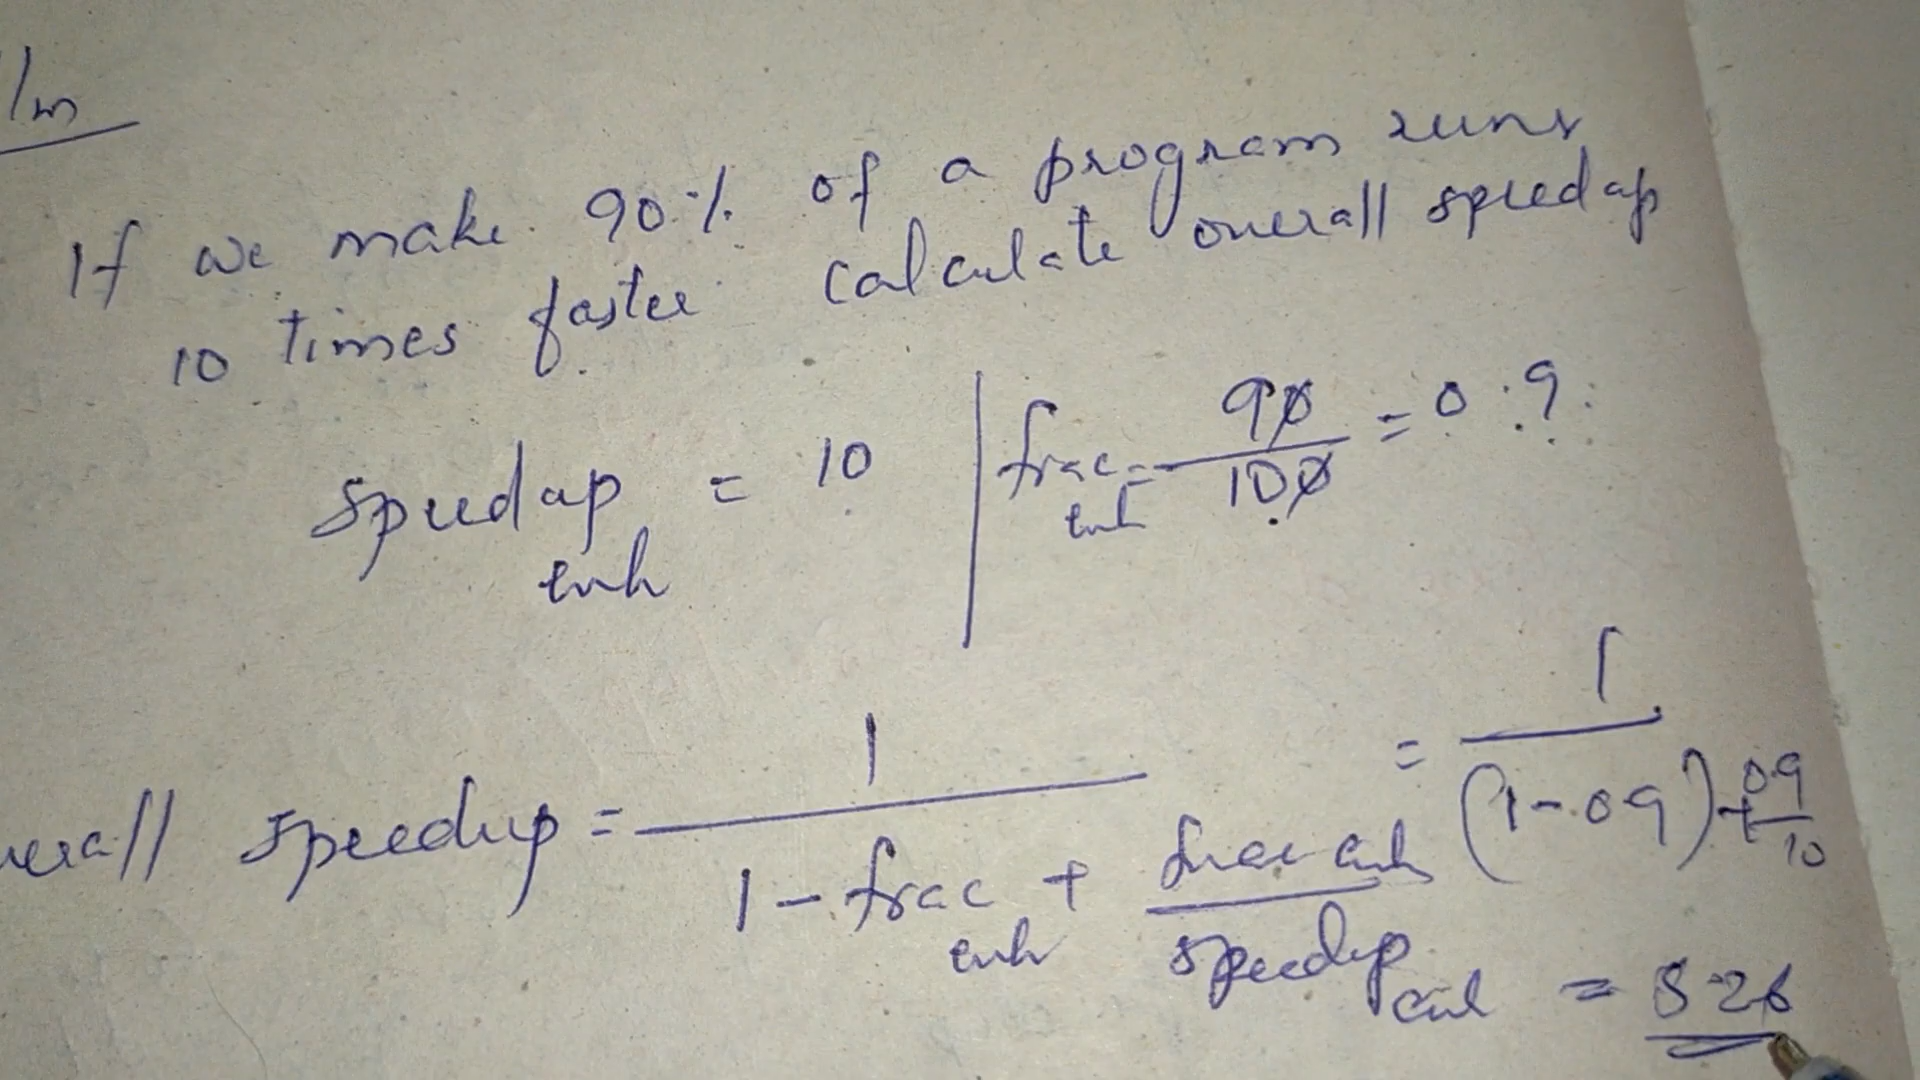 If we make 90% of a program runs
10 times faster calculate overall speedup
speedup enh = 10
frac enh = 90/100 = 0.9
speedup = 1 / 1 - frac enh + frac enh / speedup enh
= 1 / (1-0.9) + 0.9/10
= 5.26